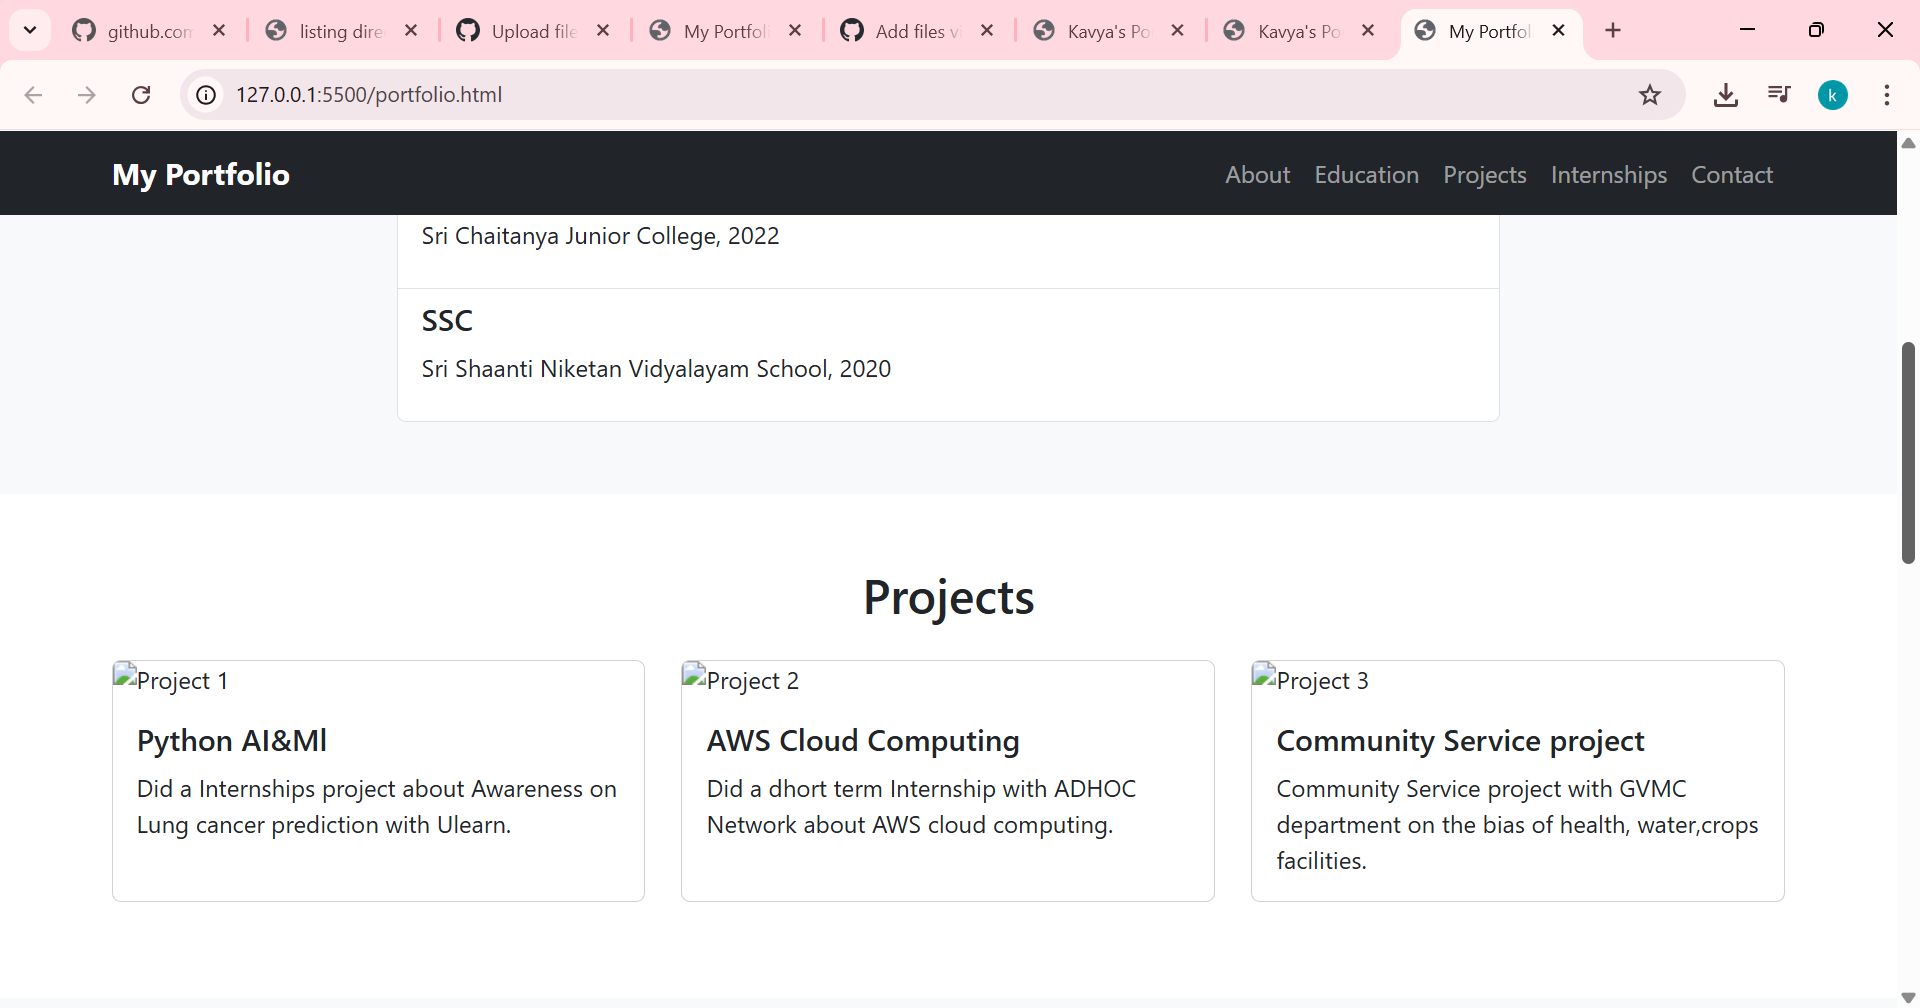 github.com
listing dire
Upload file
My Portfoli
Add files vi
Kavya's Po
Kavya's Po
My Portfol
127.0.0.1:5500/portfolio.html
k
My Portfolio
About Education Projects Internships Contact
Sri Chaitanya Junior College, 2022
SSC
Sri Shaanti Niketan Vidyalayam School, 2020
Projects
Project 1
Python AI&Ml
Did a Internships project about Awareness on
Lung cancer prediction with Ulearn.
Project 2
AWS Cloud Computing
Did a dhort term Internship with ADHOC
Network about AWS cloud computing.
Project 3
Community Service project
Community Service project with GVMC
department on the bias of health, water,crops
facilities.